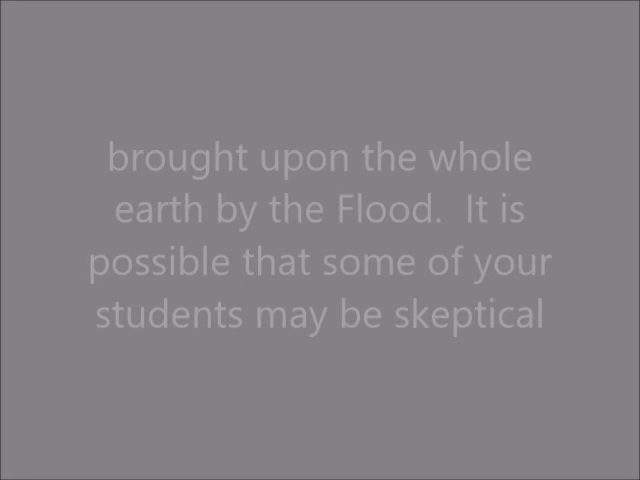 brought upon the whole
earth by the Flood.  It is
possible that some of your
students may be skeptical